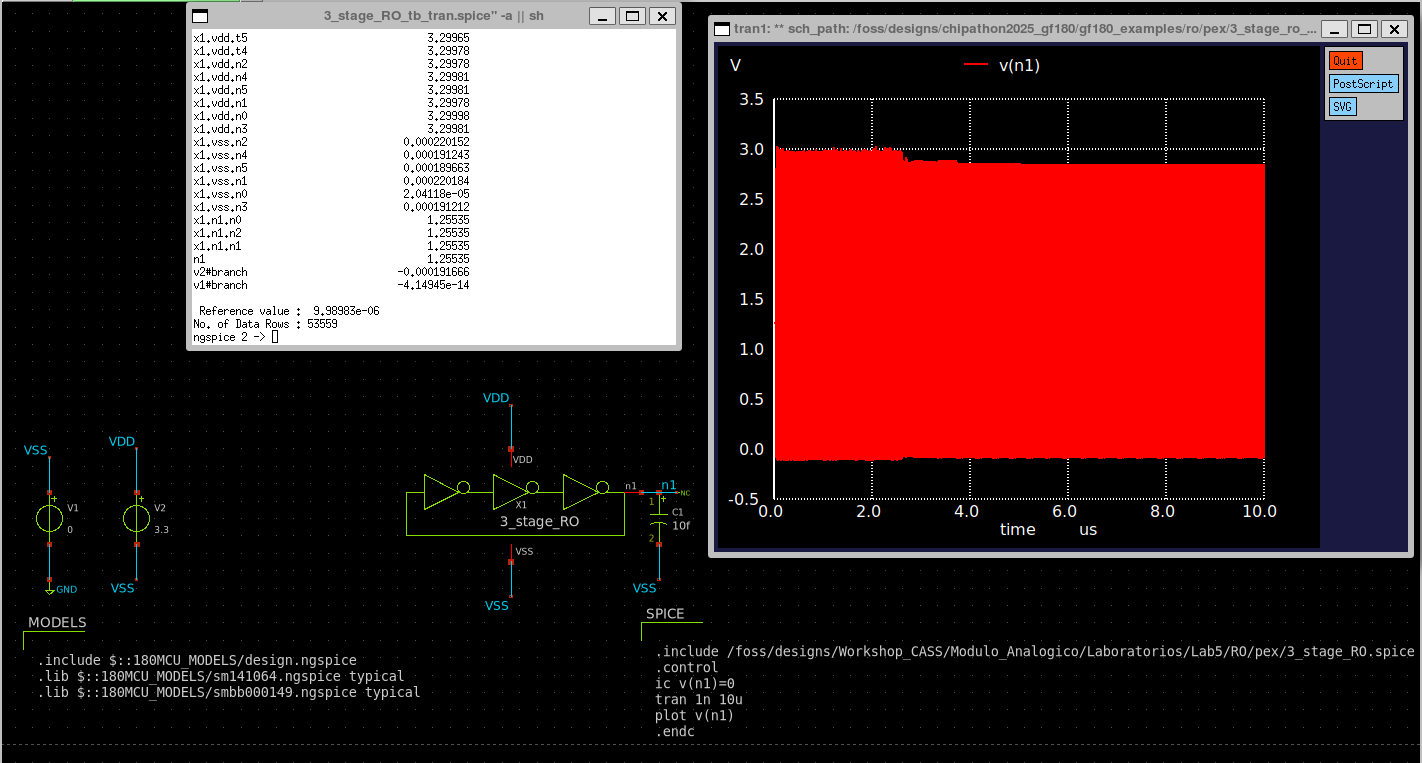 3_stage_RO_tb_tran.spice" -a || sh
x1.vdd.t5 3.29965
x1.vdd.t4 3.29978
x1.vdd.n2 3.29978
x1.vdd.n4 3.29981
x1.vdd.n5 3.29981
x1.vdd.n1 3.29978
x1.vdd.n0 3.29998
x1.vdd.n3 3.29981
x1.vss.n2 0.000220152
x1.vss.n4 0.000191243
x1.vss.n5 0.000189663
x1.vss.n1 0.000220184
x1.vss.n0 2.04118e-05
x1.vss.n3 0.000191212
x1.n1.n0 1.25535
x1.n1.n2 1.25535
x1.n1.n1 1.25535
n1 1.25535
v2#branch -0.000191666
v1#branch -4.14945e-14
Reference value :  9.98983e-06
No. of Data Rows : 53559
ngspice 2 ->
tran1: ** sch_path: /foss/designs/chipathon2025_gf180/gf180_examples/ro/pex/3_stage_ro_...
V
v(n1)
Quit
PostScript
SVG
3.5
3.0
2.5
2.0
1.5
1.0
0.5
0.0
-0.5
0.0 2.0 4.0 6.0 8.0 10.0
time us
VSS
V1
0
GND
VDD
V2
3.3
VSS
VDD
VDD
X1
3_stage_RO
VSS
VSS
n1
n1
NC
1
C1
10f
2
VSS
MODELS
.include $::180MCU_MODELS/design.ngspice
.lib $::180MCU_MODELS/sm141064.ngspice typical
.lib $::180MCU_MODELS/smbb000149.ngspice typical
SPICE
.include /foss/designs/Workshop_CASS/Modulo_Analogico/Laboratorios/Lab5/RO/pex/3_stage_RO.spice
.control
ic v(n1)=0
tran 1n 10u
plot v(n1)
.endc